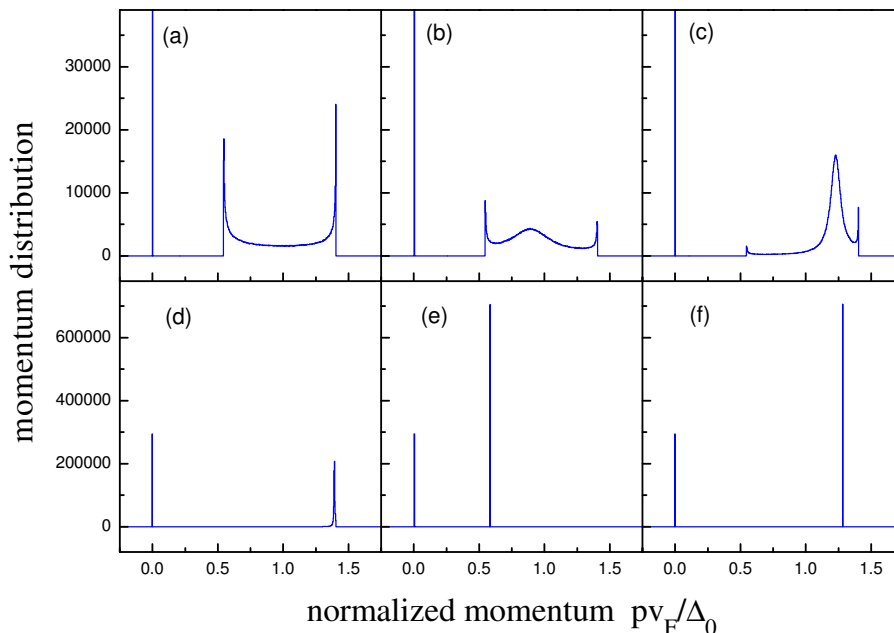 (a) (b) (c)
30000
20000
10000
0
(d) (e) (f)
600000
400000
200000
0
0.0 0.5 1.0 1.5 0.0 0.5 1.0 1.5 0.0 0.5 1.0 1.5
momentum distribution
normalized momentum pv_F/Δ_0